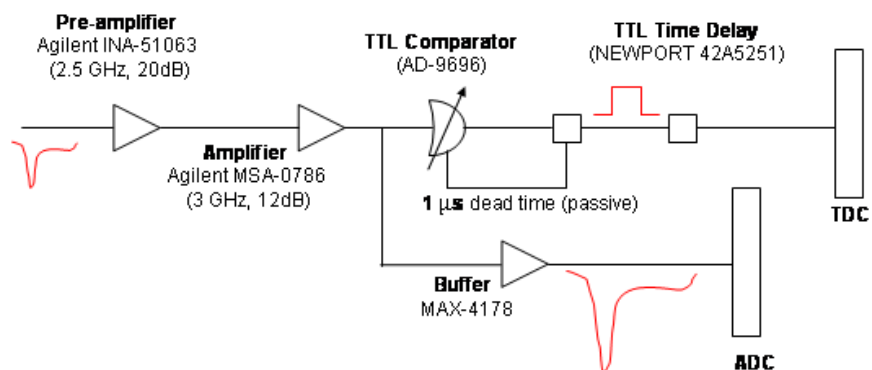 Pre-amplifier
Agilent INA-51063
(2.5 GHz, 20dB)
TTL Comparator
(AD-9696)
TTL Time Delay
(NEWPORT 42A5251)
Amplifier
Agilent MSA-0786
(3 GHz, 12dB)
1 μs dead time (passive)
TDC
Buffer
MAX-4178
ADC